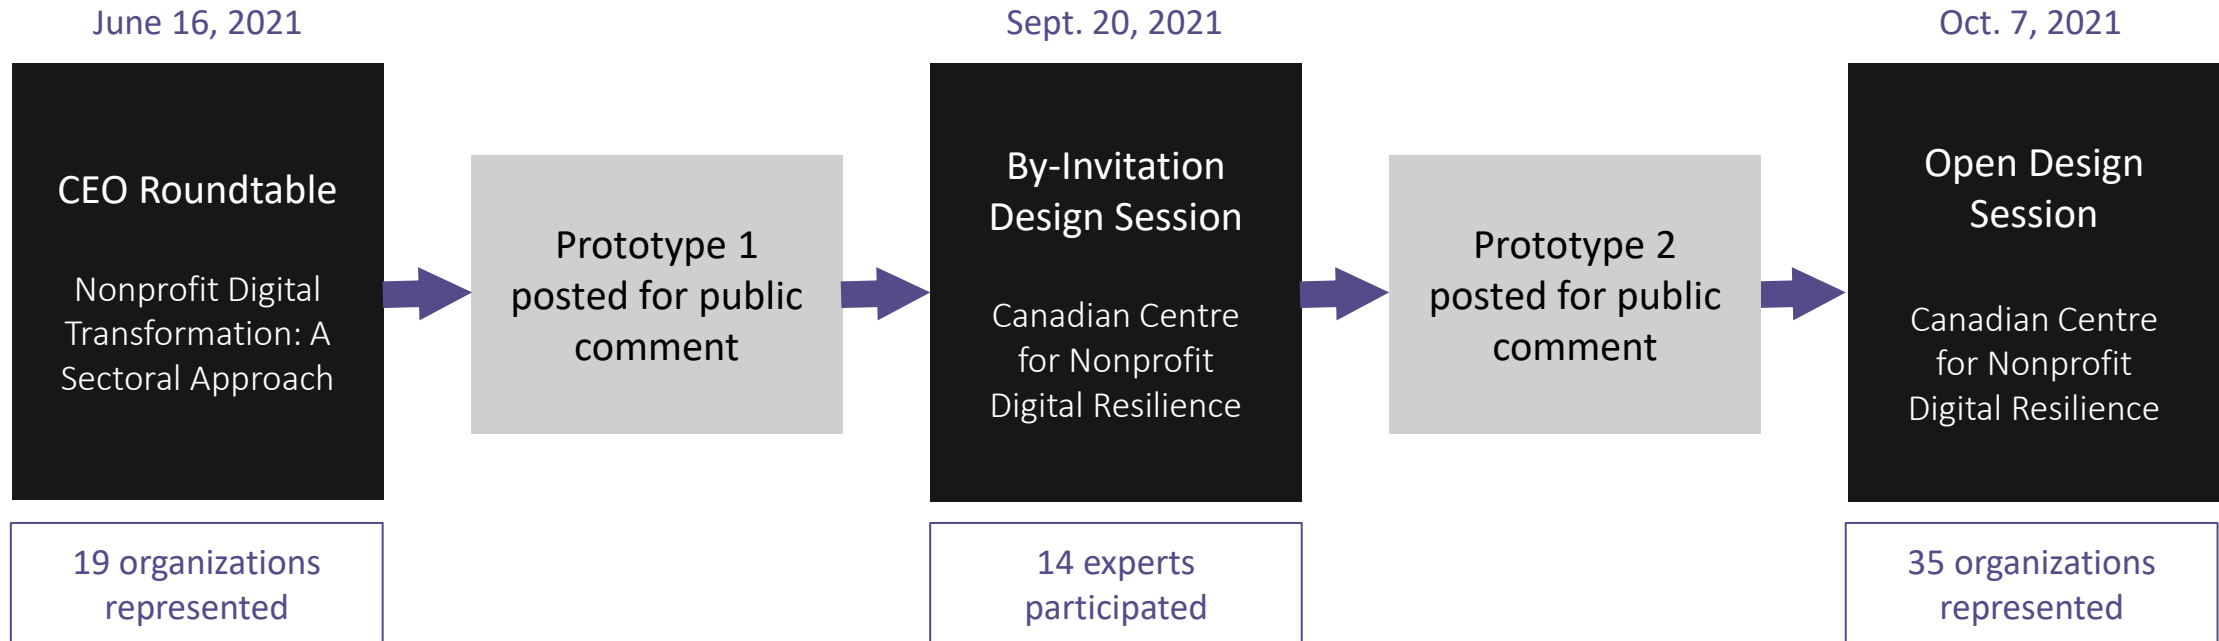 June 16, 2021
CEO Roundtable
Nonprofit Digital
Transformation: A
Sectoral Approach
19 organizations
represented
Prototype 1
posted for public
comment
Sept. 20, 2021
By-Invitation
Design Session
Canadian Centre
for Nonprofit
Digital Resilience
14 experts
participated
Prototype 2
posted for public
comment
Oct. 7, 2021
Open Design
Session
Canadian Centre
for Nonprofit
Digital Resilience
35 organizations
represented